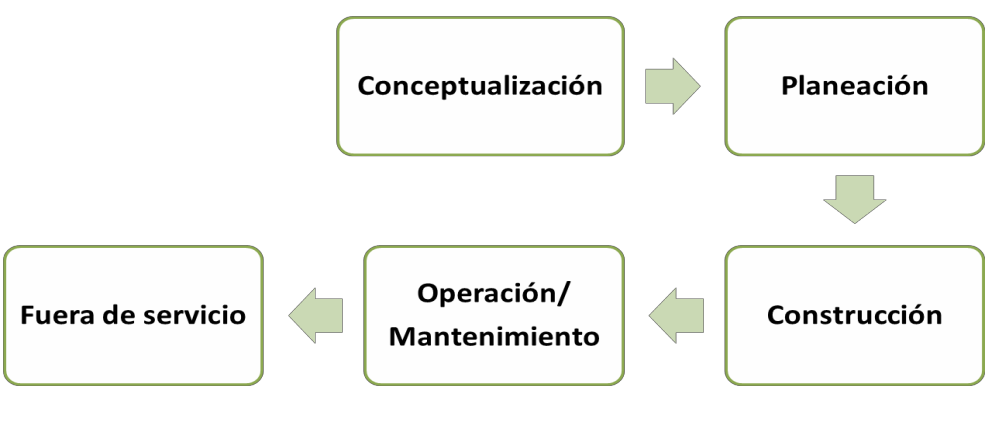 Conceptualización
Planeación
Construcción
Operación/
Mantenimiento
Fuera de servicio